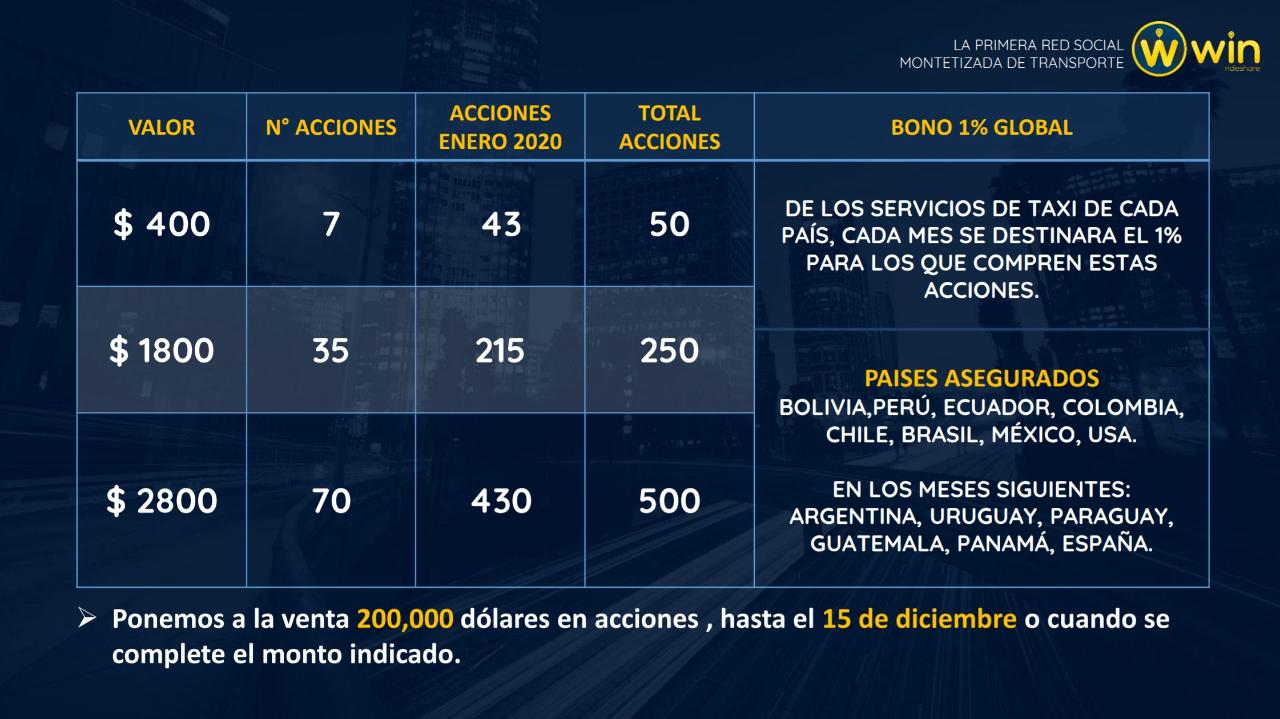 LA PRIMERA RED SOCIAL
MONTETIZADA DE TRANSPORTE
win
rideshare
VALOR
N° ACCIONES
ACCIONES
ENERO 2020
TOTAL
ACCIONES
BONO 1% GLOBAL
$ 400
7
43
50
DE LOS SERVICIOS DE TAXI DE CADA
PAÍS, CADA MES SE DESTINARA EL 1%
PARA LOS QUE COMPREN ESTAS
ACCIONES.
$ 1800
35
215
250
PAISES ASEGURADOS
BOLIVIA,PERÚ, ECUADOR, COLOMBIA,
CHILE, BRASIL, MÉXICO, USA.
$ 2800
70
430
500
EN LOS MESES SIGUIENTES:
ARGENTINA, URUGUAY, PARAGUAY,
GUATEMALA, PANAMÁ, ESPAÑA.
Ponemos a la venta 200,000 dólares en acciones , hasta el 15 de diciembre o cuando se
complete el monto indicado.